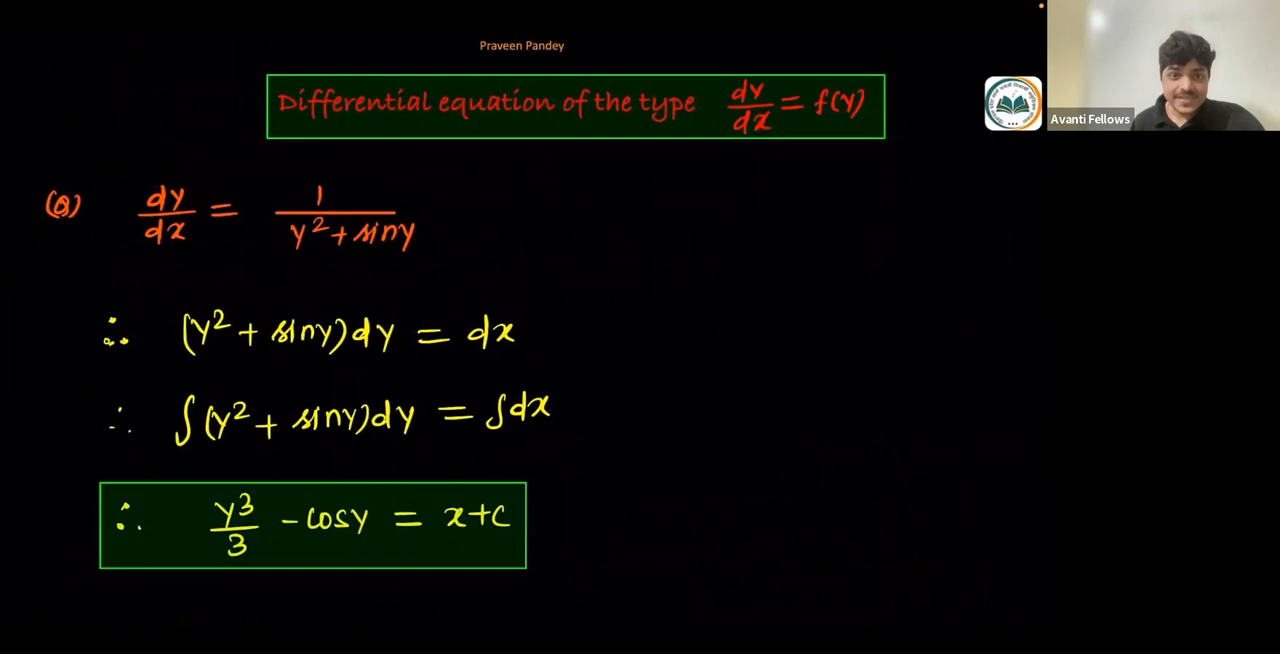 Praveen Pandey
Differential equation of the type dy/dx = f(y)
Avanti Fellows
(Q) dy/dx = 1/(y² + siny)
∴ (y² + siny)dy = dx
∴ ∫(y² + siny)dy = ∫dx
∴ y³/3 - cosy = x+c